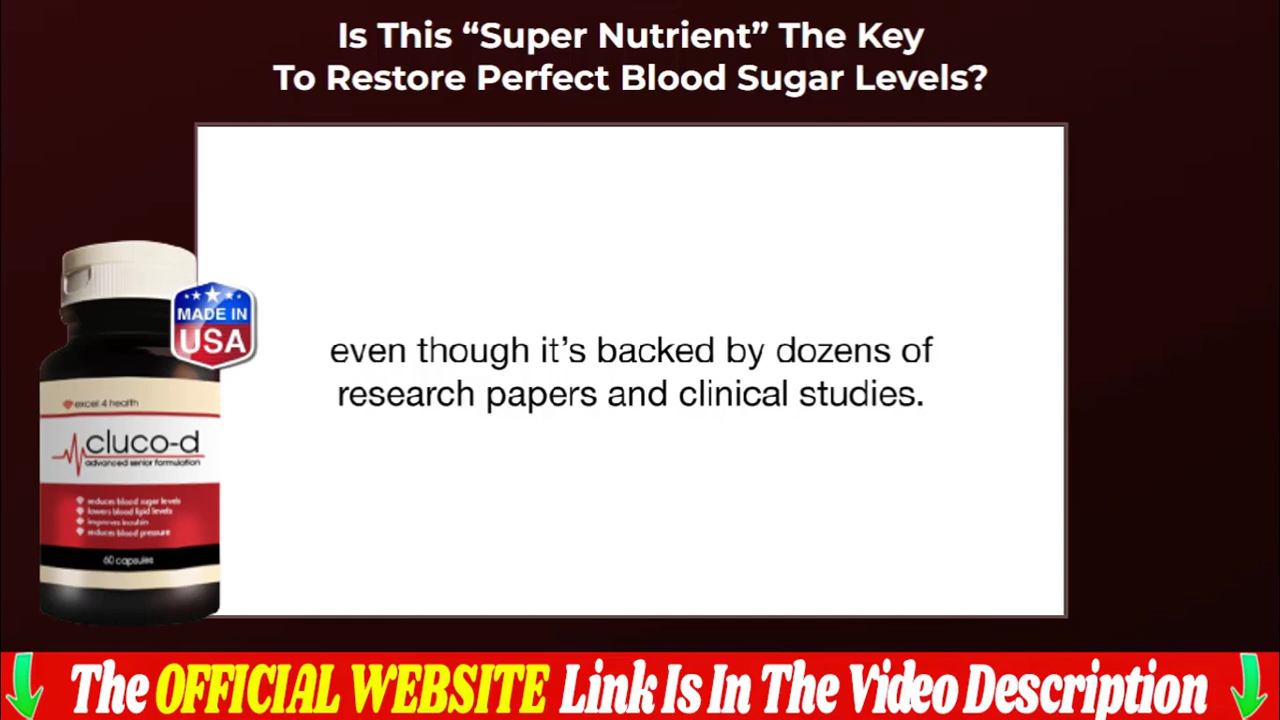 Is This “Super Nutrient” The Key
To Restore Perfect Blood Sugar Levels?
MADE IN
USA
even though it’s backed by dozens of
research papers and clinical studies.
excel 4 health
cluco-d
advanced senior formulation
reduces blood sugar levels
lowers blood lipid levels
improves insulin
reduces blood pressure
60 capsules
The OFFICIAL WEBSITE Link Is In The Video Description